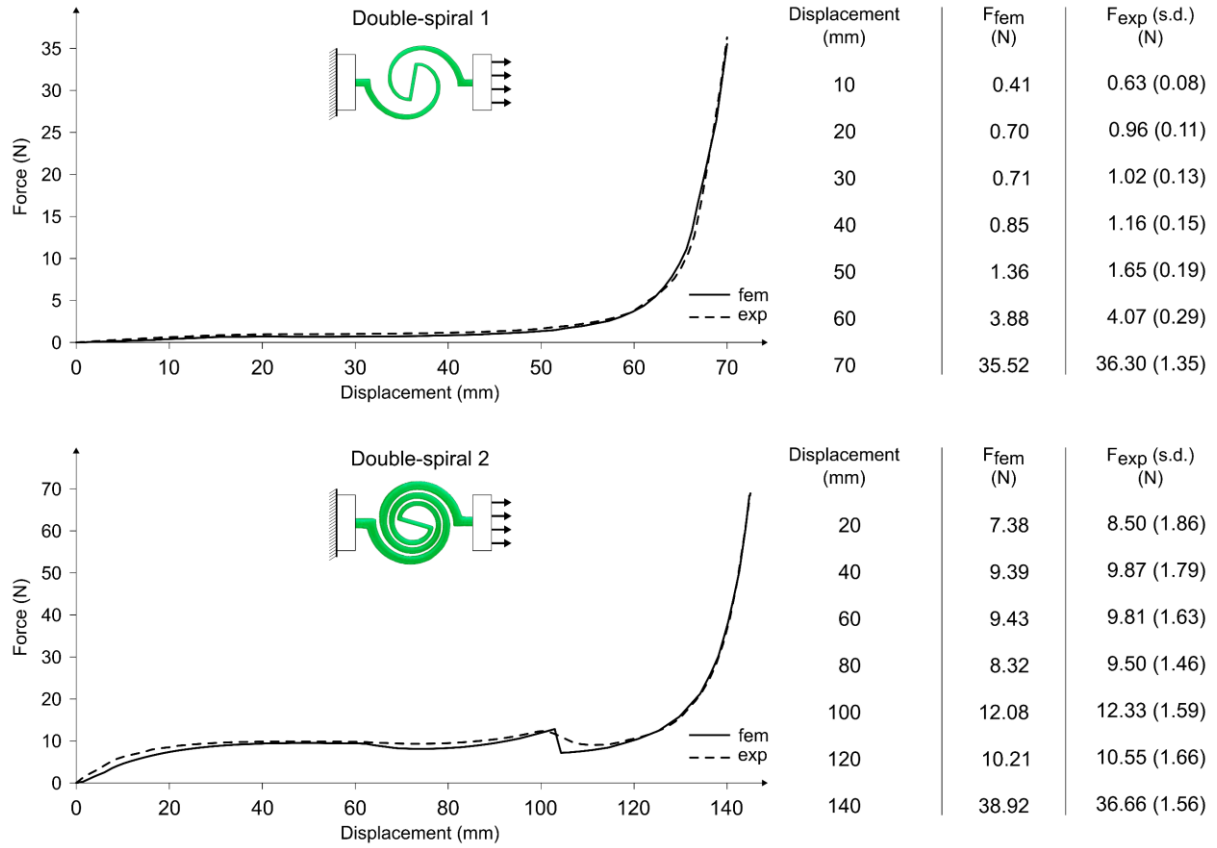 Double-spiral 1
Force (N)
35
30
25
20
15
10
5
0
0 10 20 30 40 50 60 70
Displacement (mm)
fem
exp
Displacement (mm) Ffem (N) Fexp (s.d.) (N)
10 0.41 0.63 (0.08)
20 0.70 0.96 (0.11)
30 0.71 1.02 (0.13)
40 0.85 1.16 (0.15)
50 1.36 1.65 (0.19)
60 3.88 4.07 (0.29)
70 35.52 36.30 (1.35)
Double-spiral 2
Force (N)
70
60
50
40
30
20
10
0
0 20 40 60 80 100 120 140
Displacement (mm)
fem
exp
Displacement (mm) Ffem (N) Fexp (s.d.) (N)
20 7.38 8.50 (1.86)
40 9.39 9.87 (1.79)
60 9.43 9.81 (1.63)
80 8.32 9.50 (1.46)
100 12.08 12.33 (1.59)
120 10.21 10.55 (1.66)
140 38.92 36.66 (1.56)